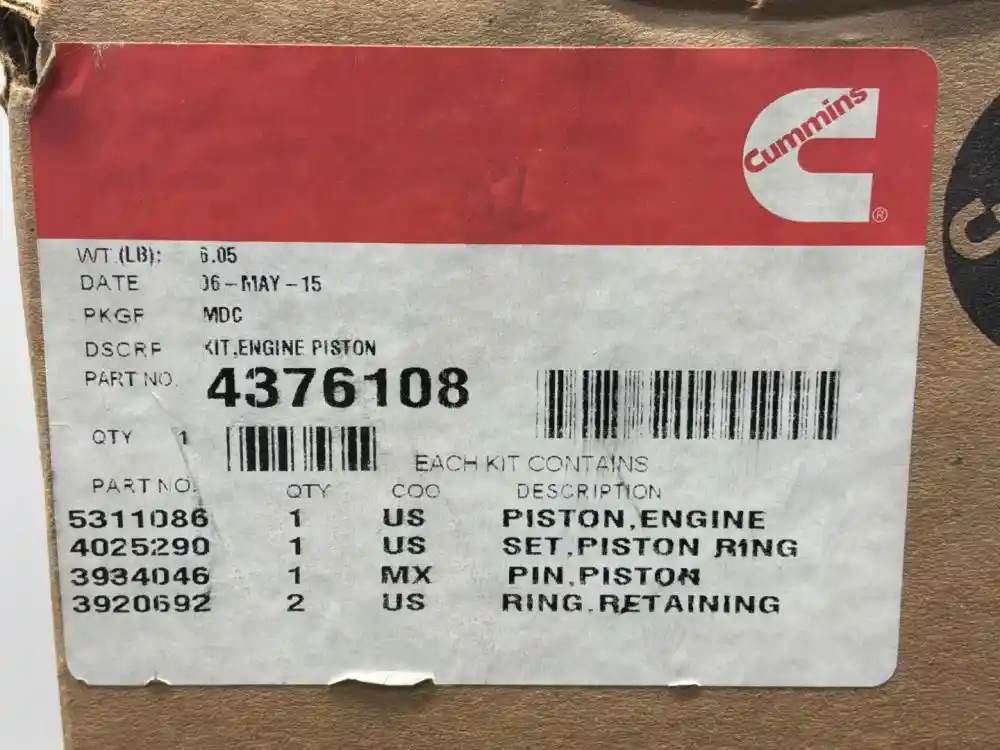 Cummins
®
WT.(LB): 6.05
DATE 06-MAY-15
PKGR MDC
DSCRP KIT,ENGINE PISTON
PART NO. 4376108
QTY 1
EACH KIT CONTAINS
PART NO. QTY COO DESCRIPTION
5311086 1 US PISTON,ENGINE
4025290 1 US SET,PISTON RING
3934046 1 MX PIN,PISTON
3920692 2 US RING,RETAINING